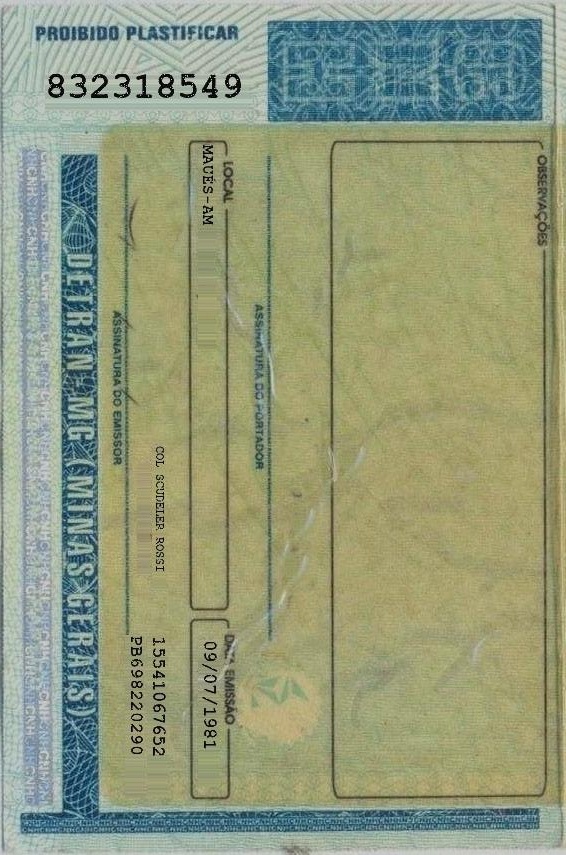 PROIBIDO PLASTIFICAR
832318549
OBSERVAÇÕES
ASSINATURA DO PORTADOR
LOCAL
MAUÉS-AM
DATA EMISSÃO
09/07/1981
15541067652
PB698220290
COL SCUDELER ROSSI
ASSINATURA DO EMISSOR
DETRAN-MG (MINAS GERAIS)